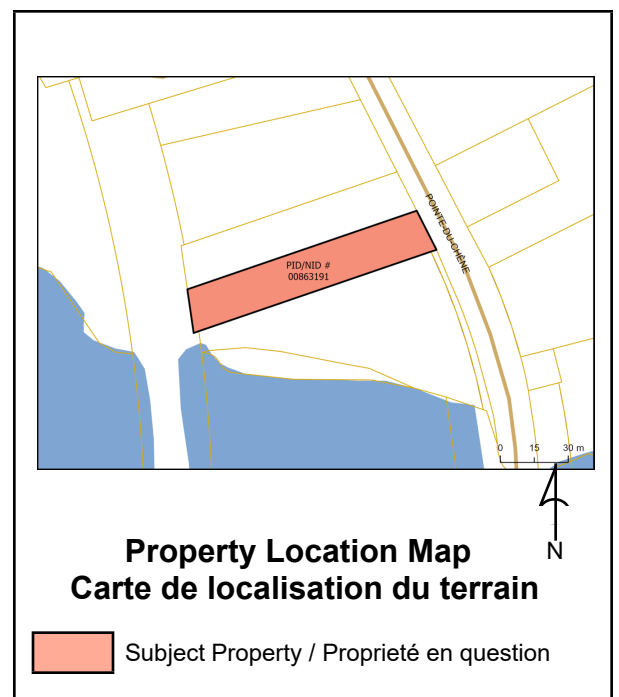 POINTE-DU-CHÊNE
PID/NID #
00863191
0 15 30 m
N
Property Location Map
Carte de localisation du terrain
Subject Property / Proprieté en question